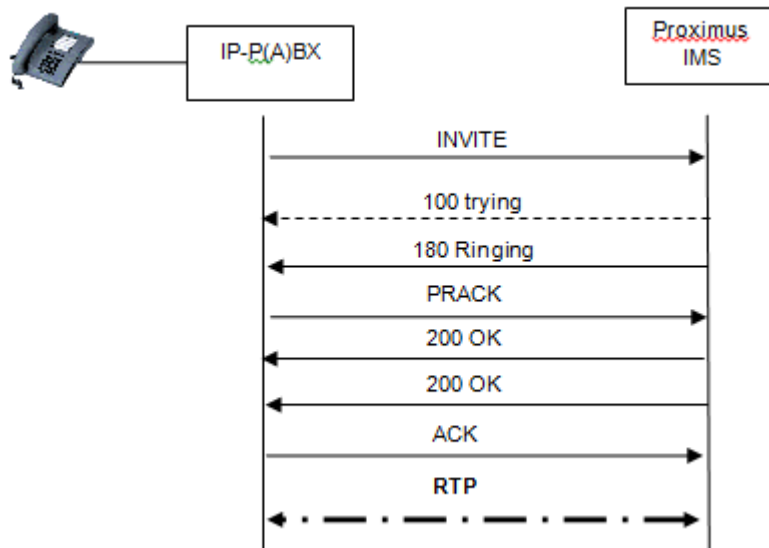 IP-P(A)BX
Proximus
IMS
INVITE
100 trying
180 Ringing
PRACK
200 OK
200 OK
ACK
RTP